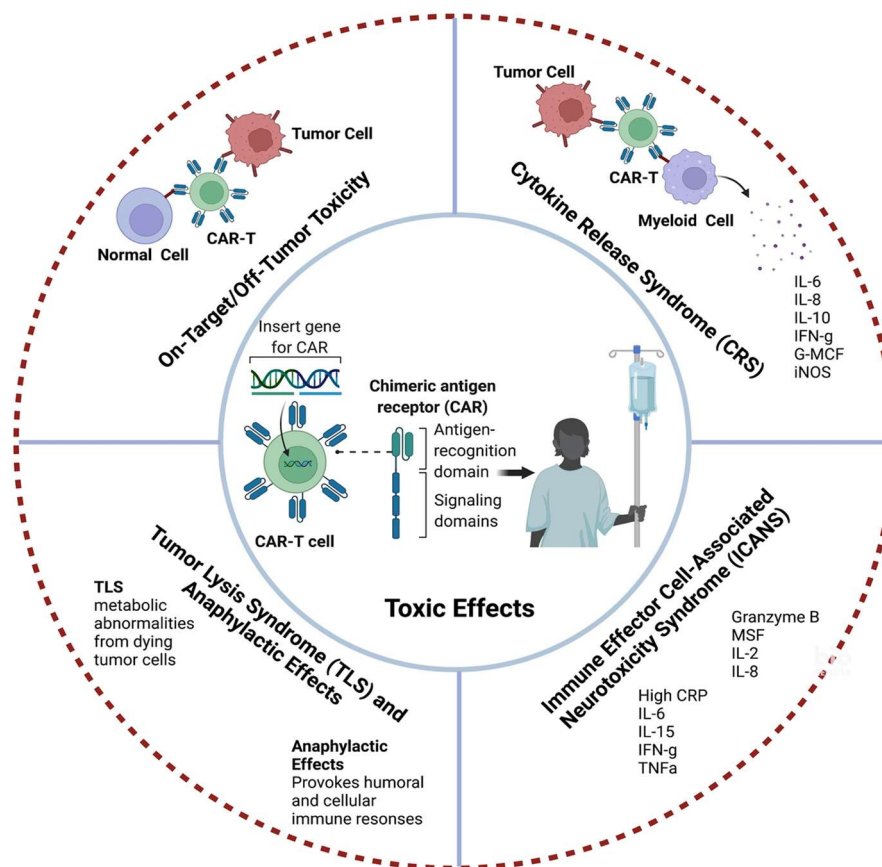 Tumor Cell
Normal Cell
CAR-T
On-Target/Off-Tumor Toxicity
Tumor Cell
CAR-T
Myeloid Cell
IL-6
IL-8
IL-10
IFN-g
G-MCF
iNOS
Cytokine Release Syndrome (CRS)
Insert gene
for CAR
Chimeric antigen
receptor (CAR)
Antigen-
recognition
domain
Signaling
domains
CAR-T cell
Toxic Effects
Tumor Lysis Syndrome (TLS) and
Anaphylactic Effects
TLS
metabolic
abnormalities
from dying
tumor cells
Anaphylactic
Effects
Provokes humoral
and cellular
immune resonses
Immune Effector Cell-Associated
Neurotoxicity Syndrome (ICANS)
Granzyme B
MSF
IL-2
IL-8
High CRP
IL-6
IL-15
IFN-g
TNFa